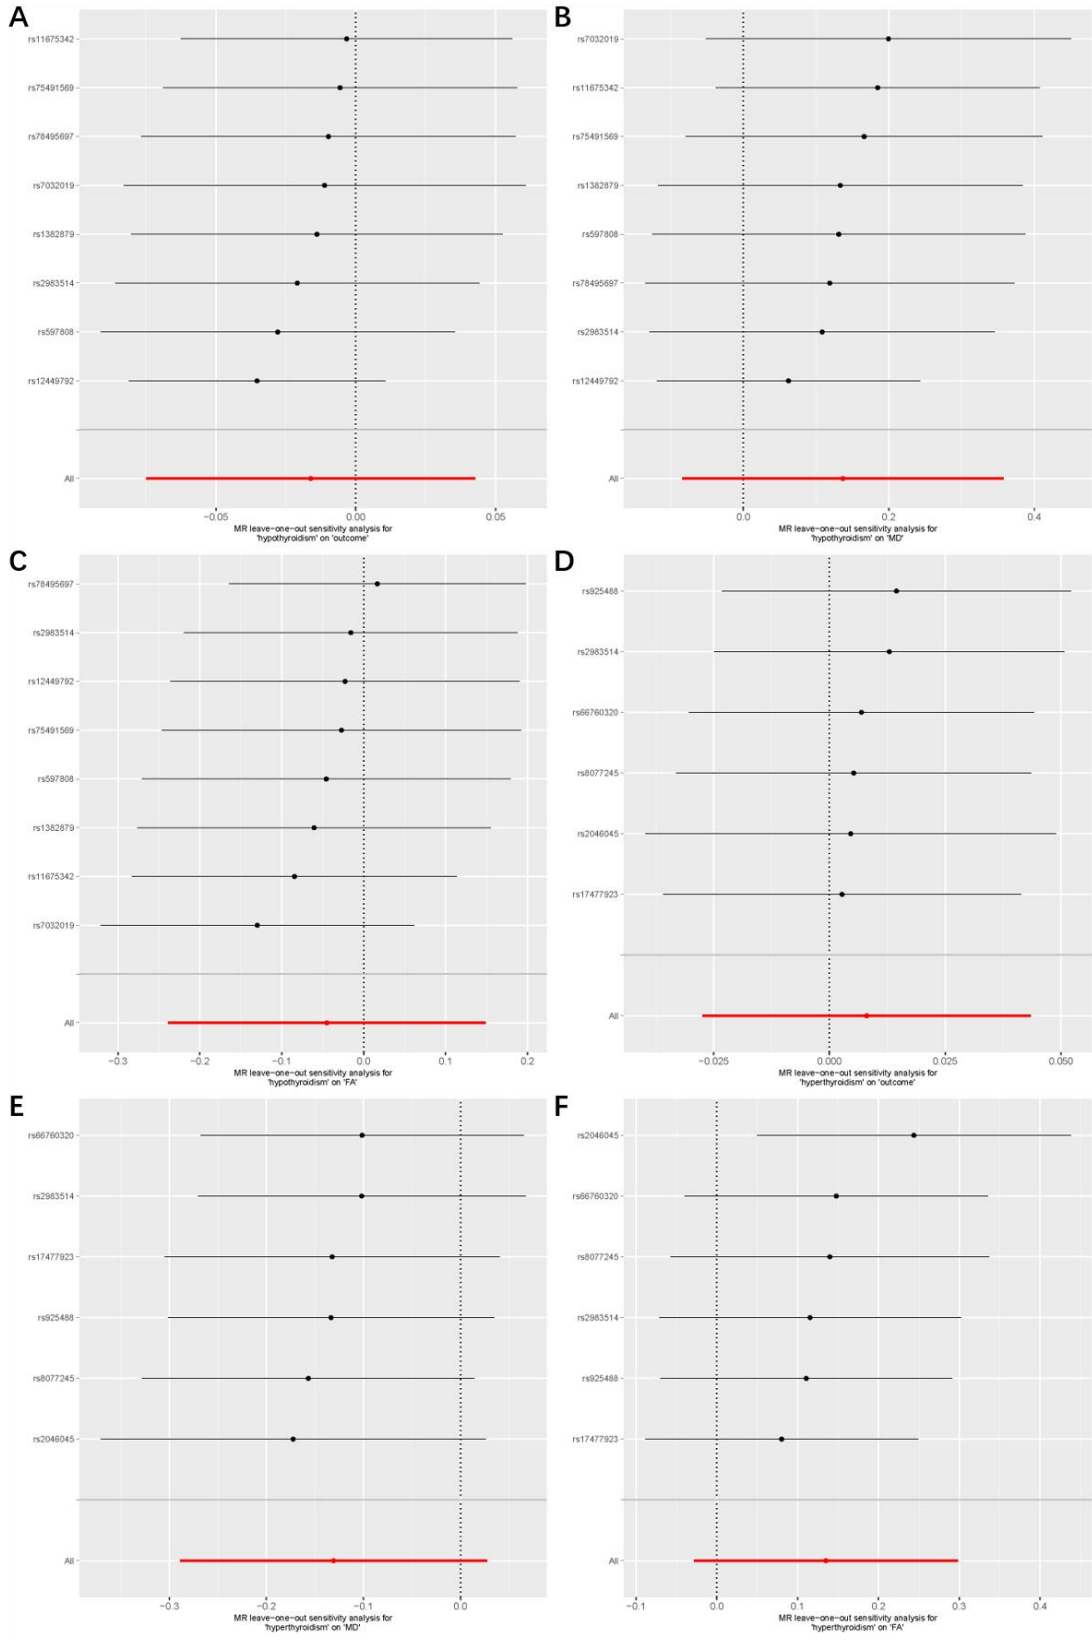 A
rs11675342
rs75491569
rs78495697
rs7032019
rs1382879
rs2983514
rs597808
rs12449792
All
−0.05 0.00 0.05
MR leave−one−out sensitivity analysis for
'hypothyroidism' on 'outcome'
B
rs7032019
rs11675342
rs75491569
rs1382879
rs597808
rs78495697
rs2983514
rs12449792
All
0.0 0.2 0.4
MR leave−one−out sensitivity analysis for
'hypothyroidism' on 'MD'
C
rs78495697
rs2983514
rs12449792
rs75491569
rs597808
rs1382879
rs11675342
rs7032019
All
−0.3 −0.2 −0.1 0.0 0.1 0.2
MR leave−one−out sensitivity analysis for
'hypothyroidism' on 'FA'
D
rs925488
rs2983514
rs66760320
rs8077245
rs2046045
rs17477923
All
−0.025 0.000 0.025 0.050
MR leave−one−out sensitivity analysis for
'hyperthyroidism' on 'outcome'
E
rs66760320
rs2983514
rs17477923
rs925488
rs8077245
rs2046045
All
−0.3 −0.2 −0.1 0.0
MR leave−one−out sensitivity analysis for
'hyperthyroidism' on 'MD'
F
rs2046045
rs66760320
rs8077245
rs2983514
rs925488
rs17477923
All
−0.1 0.0 0.1 0.2 0.3 0.4
MR leave−one−out sensitivity analysis for
'hyperthyroidism' on 'FA'